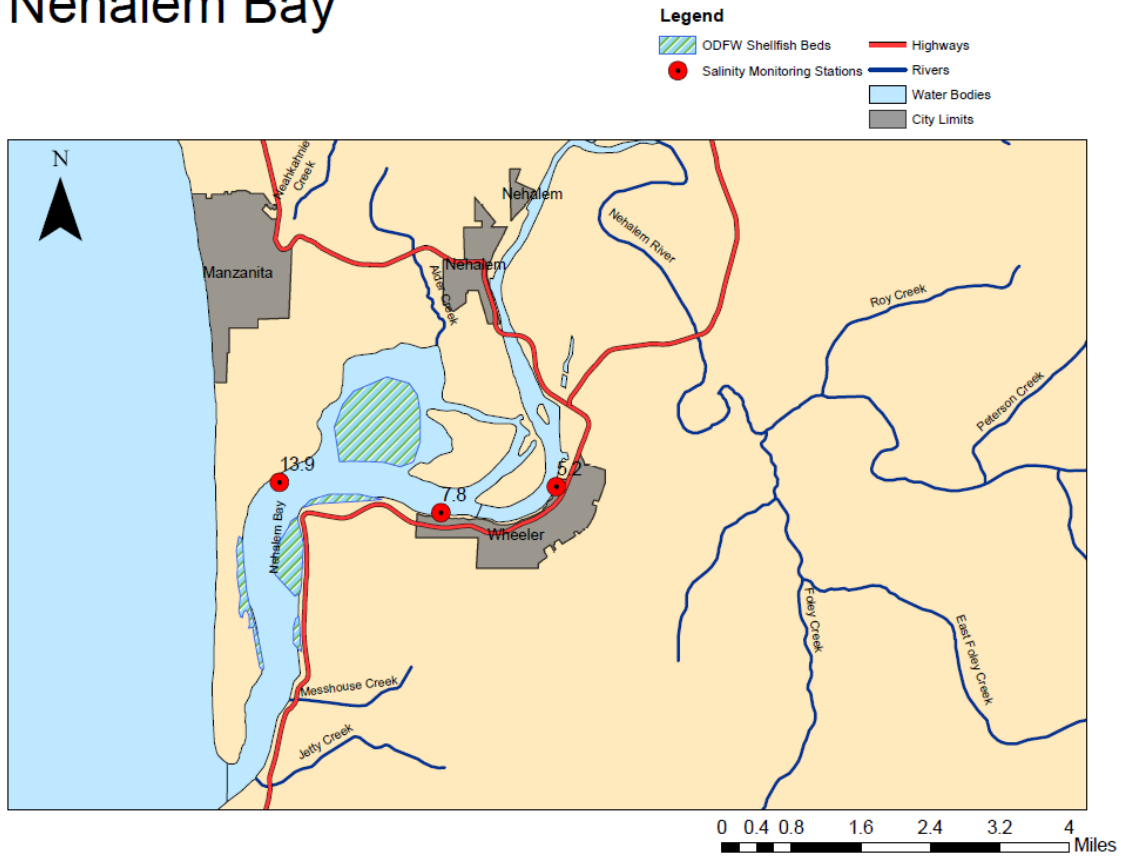 Nehalem Bay
Legend
ODFW Shellfish Beds
Highways
Salinity Monitoring Stations
Rivers
Water Bodies
City Limits
N
Neahkahnie
Creek
Nehalem
Nehalem River
Manzanita
Nehalem
Alder Creek
Roy Creek
Peterson Creek
13.9
5.2
7.8
Nehalem Bay
Wheeler
Foley Creek
East Foley Creek
Messhouse Creek
Jetty Creek
0 0.4 0.8 1.6 2.4 3.2 4
Miles